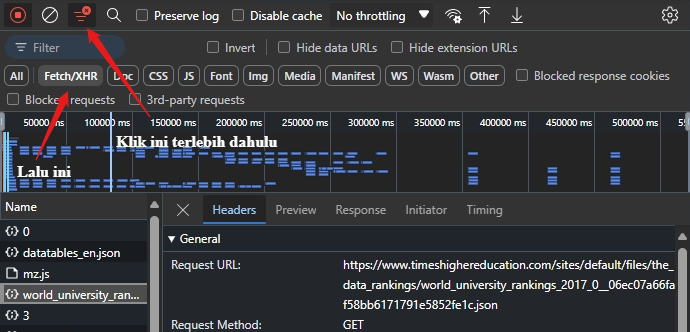 Preserve log Disable cache No throttling
Filter Invert Hide data URLs Hide extension URLs
All Fetch/XHR Doc CSS JS Font Img Media Manifest WS Wasm Other Blocked response cookies
Blocked requests 3rd-party requests
50000 ms 100000 ms 150000 ms 200000 ms 250000 ms 300000 ms 350000 ms 400000 ms 450000 ms 500000 ms
Klik ini terlebih dahulu
Lalu ini
Name
0
datatables_en.json
mz.js
world_university_ran...
3
Headers Preview Response Initiator Timing
General
Request URL: https://www.timeshighereducation.com/sites/default/files/the_
data_rankings/world_university_rankings_2017_0__06ec07a66fa
f58bb6171791e5852fe1c.json
Request Method: GET